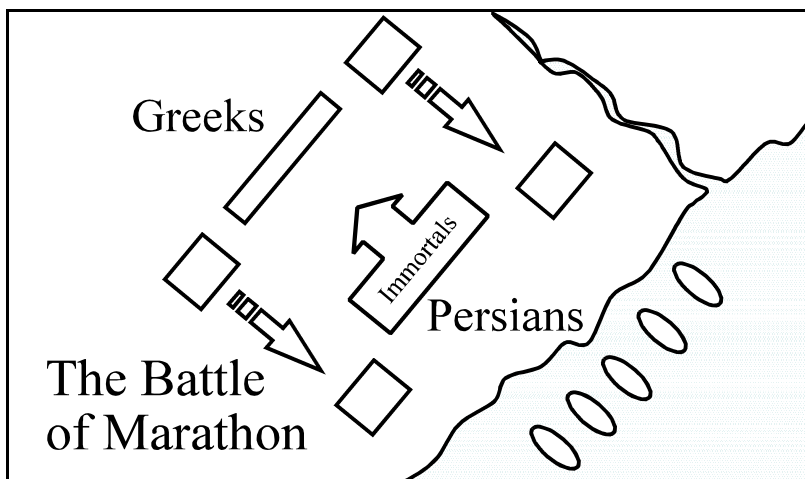 Greeks
Immortals
Persians
The Battle
of Marathon